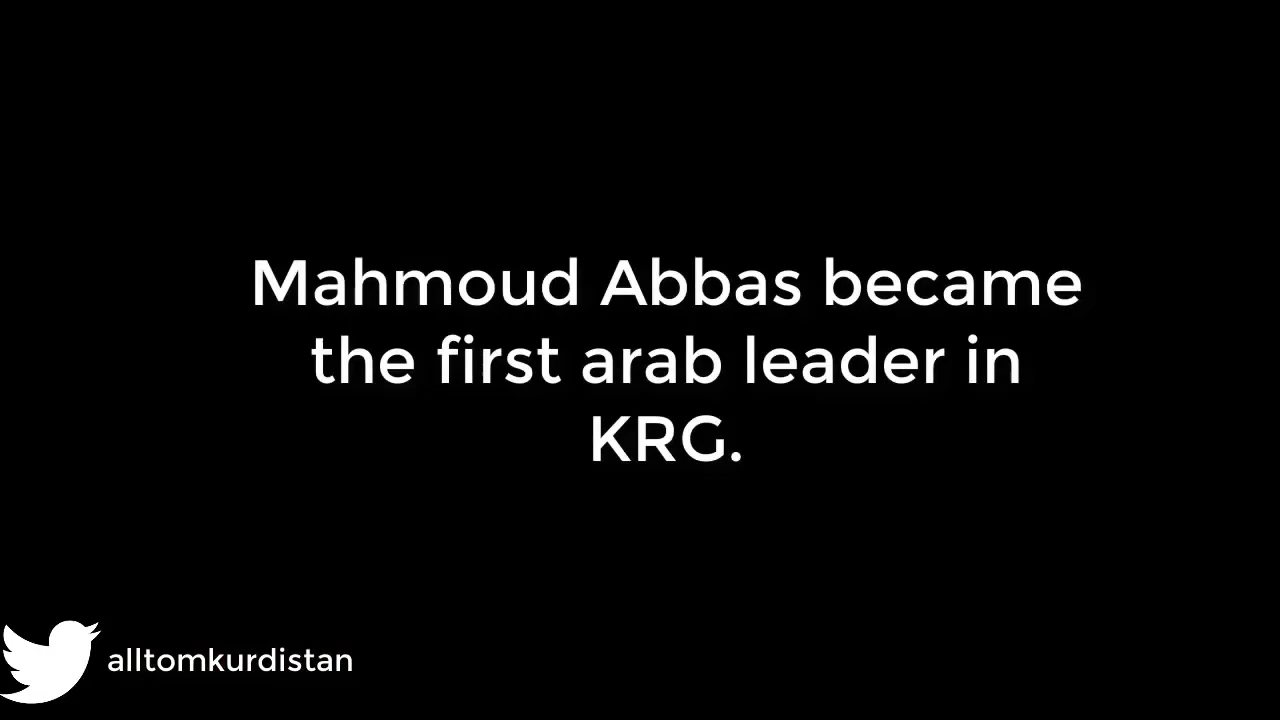 Mahmoud Abbas became
the first arab leader in
KRG.
alltomkurdistan